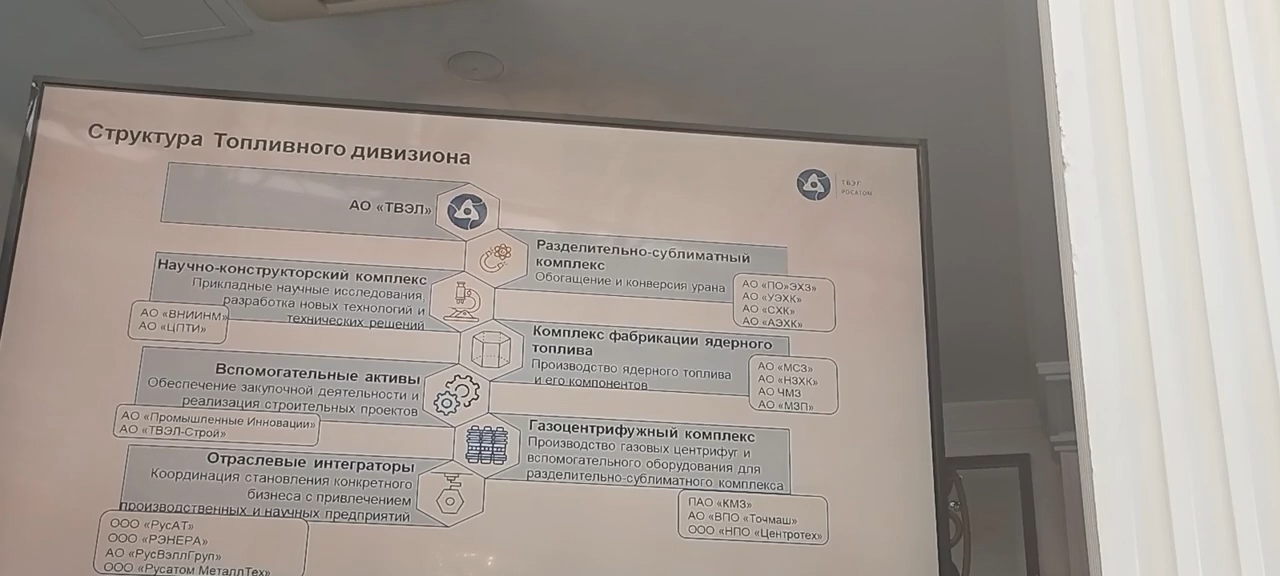 Структура Топливного дивизиона
ТВЭЛ
РОСАТОМ
АО «ТВЭЛ»
Разделительно-сублиматный
комплекс
Обогащение и конверсия урана
АО «ПО»ЭХЗ»
АО «УЭХК»
АО «СХК»
АО «АЭХК»
Научно-конструкторский комплекс
Прикладные научные исследования,
разработка новых технологий и
технических решений
АО «ВНИИНМ»
АО «ЦПТИ»
Комплекс фабрикации ядерного
топлива
Производство ядерного топлива
и его компонентов
АО «МСЗ»
АО «НЗХК»
АО ЧМЗ
АО «МЗП»
Вспомогательные активы
Обеспечение закупочной деятельности и
реализация строительных проектов
АО «Промышленные Инновации»
АО «ТВЭЛ-Строй»
Газоцентрифужный комплекс
Производство газовых центрифуг и
вспомогательного оборудования для
разделительно-сублиматного комплекса
ПАО «КМЗ»
АО «ВПО «Точмаш»
ООО «НПО «Центротех»
Отраслевые интеграторы
Координация становления конкретного
бизнеса с привлечением
производственных и научных предприятий
ООО «РусАТ»
ООО «РЭНЕРА»
АО «РусВэллГруп»
ООО «Русатом МеталлТех»